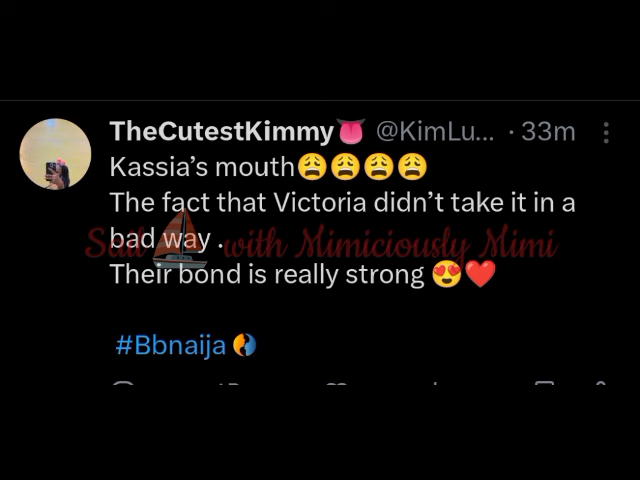 TheCutestKimmy👅 @KimLu... · 33m
Kassia’s mouth😩😩😩😩
The fact that Victoria didn’t take it in a
bad way .
Sail with Mimiciously Mimi
Their bond is really strong 😍❤️
#Bbnaija